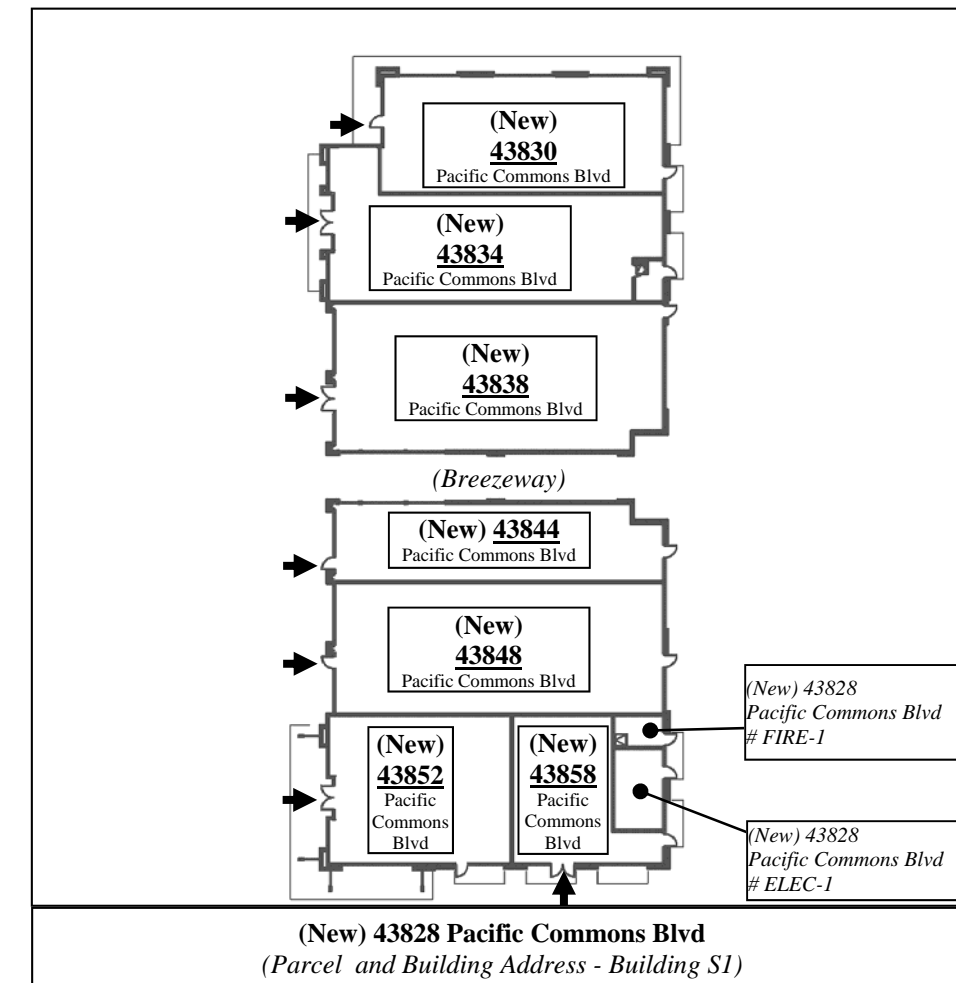 (New)
43830
Pacific Commons Blvd
(New)
43834
Pacific Commons Blvd
(New)
43838
Pacific Commons Blvd
(Breezeway)
(New) 43844
Pacific Commons Blvd
(New)
43848
Pacific Commons Blvd
(New)
43852
Pacific
Commons
Blvd
(New)
43858
Pacific
Commons
Blvd
(New) 43828
Pacific Commons Blvd
# FIRE-1
(New) 43828
Pacific Commons Blvd
# ELEC-1
(New) 43828 Pacific Commons Blvd
(Parcel and Building Address - Building S1)